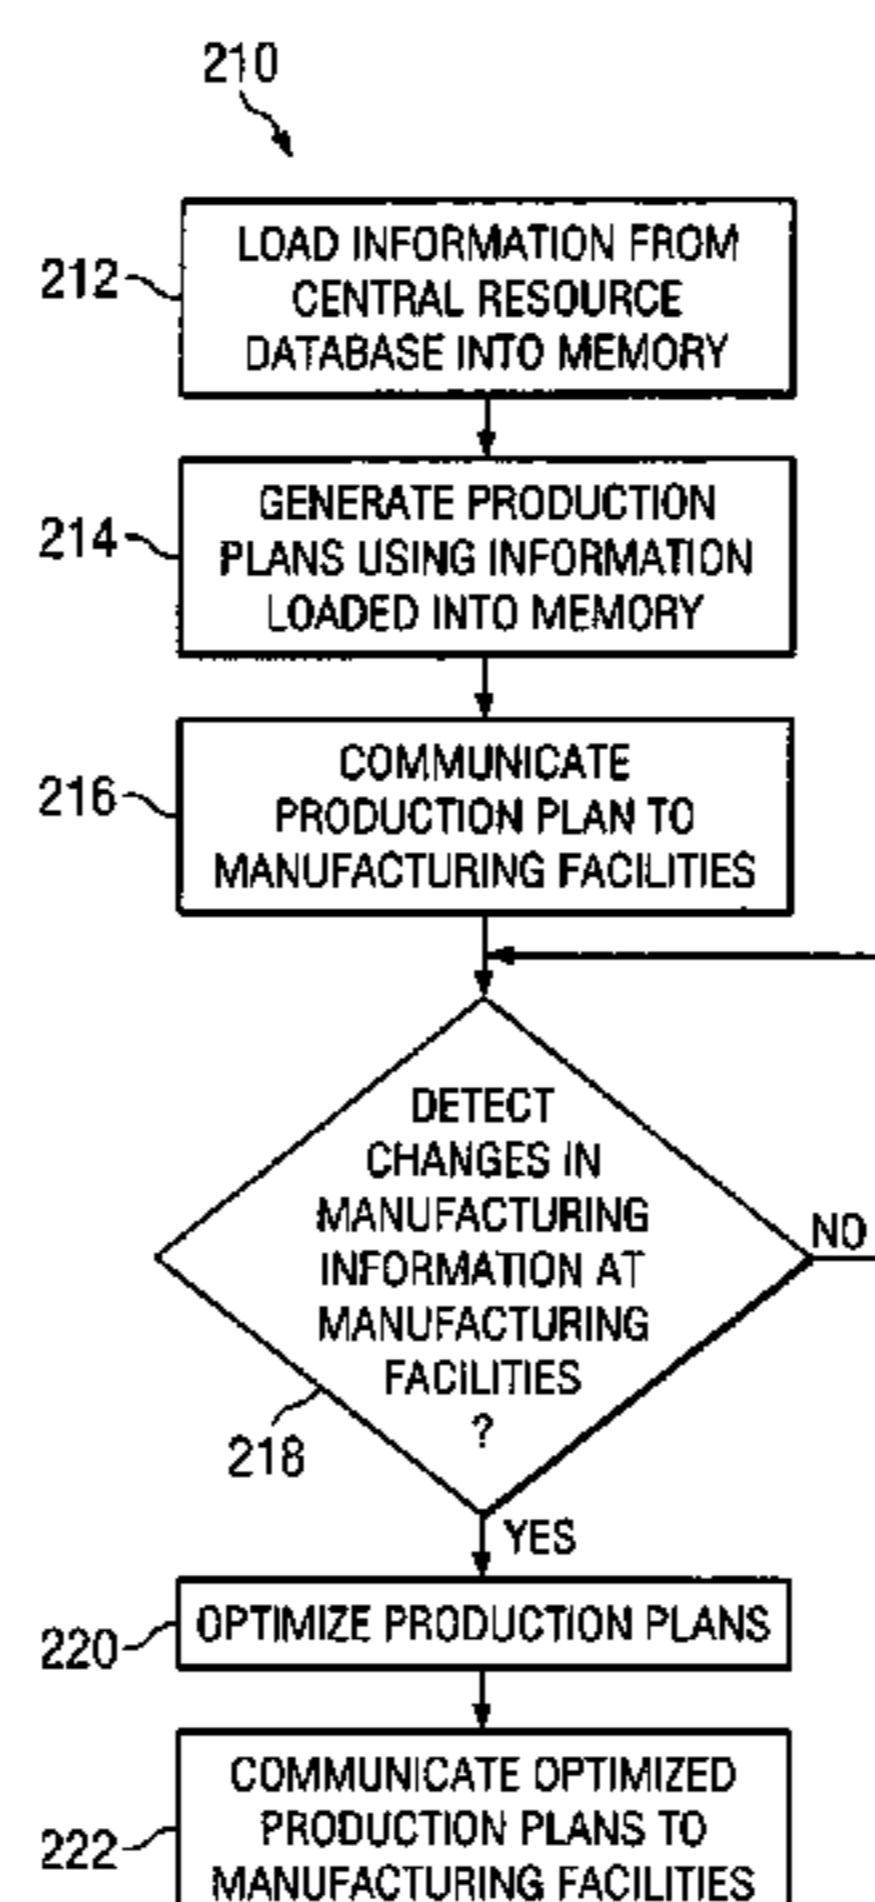 210
212
LOAD INFORMATION FROM
CENTRAL RESOURCE
DATABASE INTO MEMORY
214
GENERATE PRODUCTION
PLANS USING INFORMATION
LOADED INTO MEMORY
216
COMMUNICATE
PRODUCTION PLAN TO
MANUFACTURING FACILITIES
DETECT
CHANGES IN
MANUFACTURING
INFORMATION AT
MANUFACTURING
FACILITIES
?
NO
218
YES
220
OPTIMIZE PRODUCTION PLANS
222
COMMUNICATE OPTIMIZED
PRODUCTION PLANS TO
MANUFACTURING FACILITIES